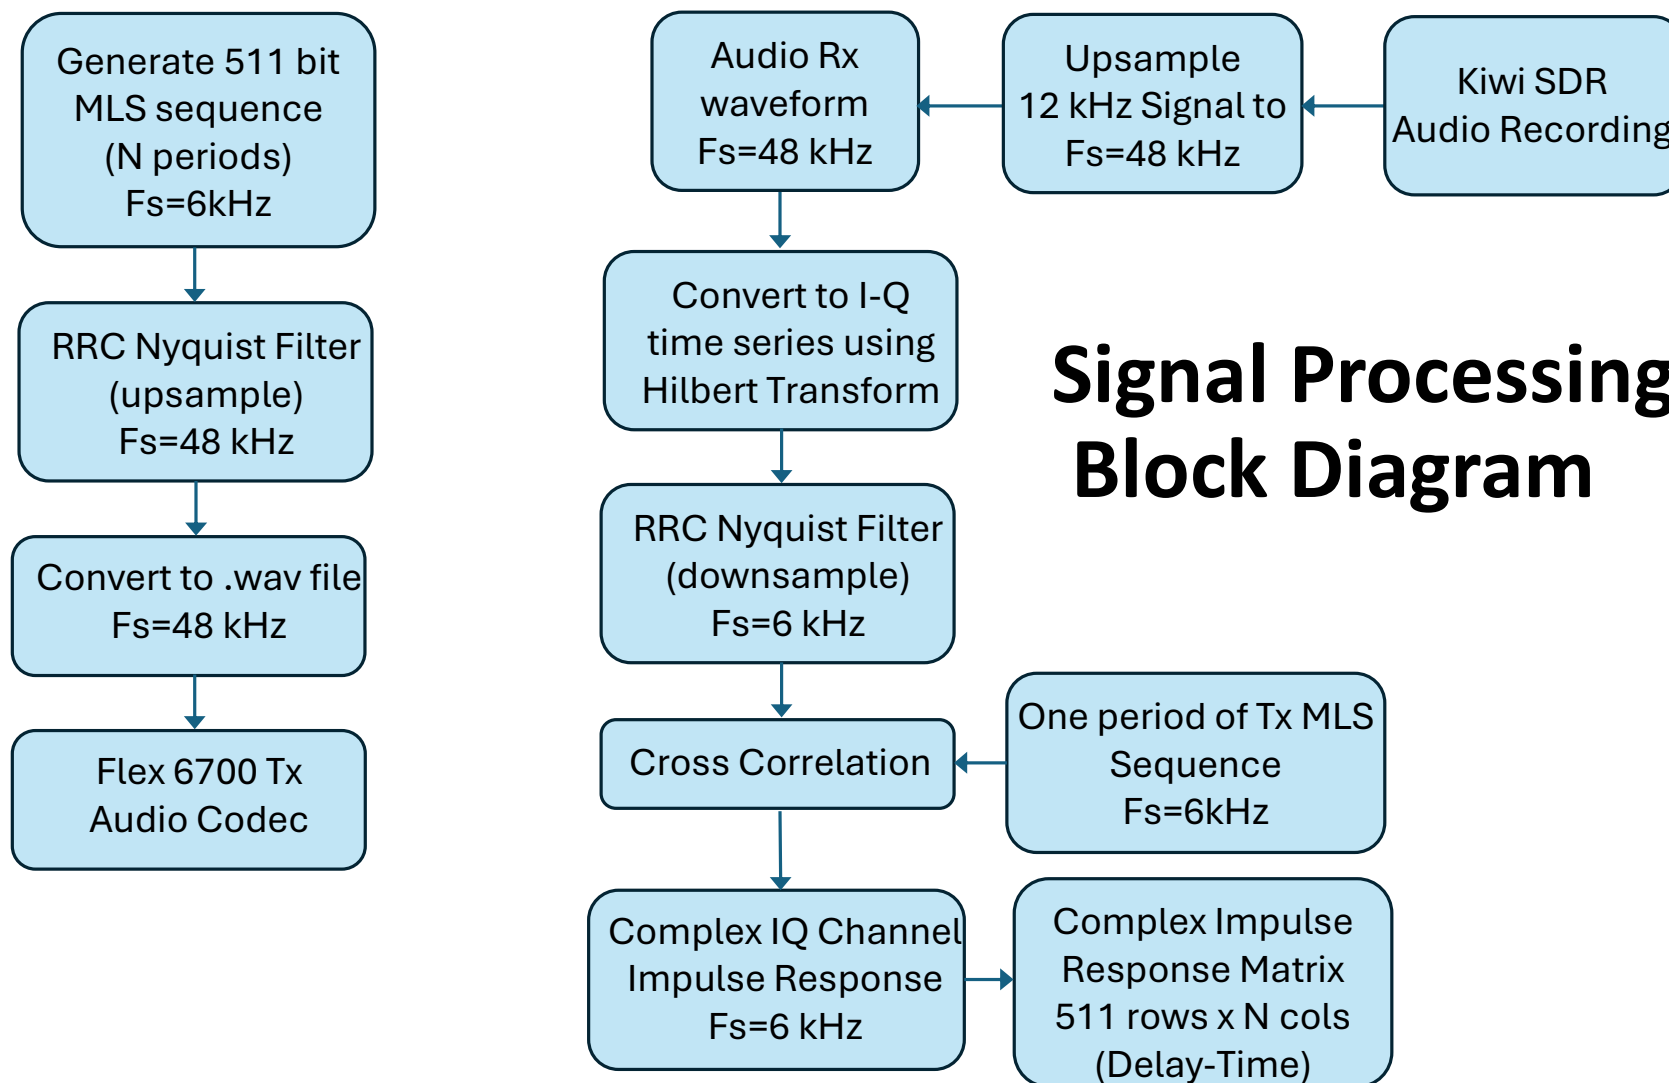 Generate 511 bit
MLS sequence
(N periods)
Fs=6kHz
RRC Nyquist Filter
(upsample)
Fs=48 kHz
Convert to .wav file
Fs=48 kHz
Flex 6700 Tx
Audio Codec
Audio Rx
waveform
Fs=48 kHz
Upsample
12 kHz Signal to
Fs=48 kHz
Kiwi SDR
Audio Recording
Convert to I-Q
time series using
Hilbert Transform
Signal Processing
Block Diagram
RRC Nyquist Filter
(downsample)
Fs=6 kHz
Cross Correlation
One period of Tx MLS
Sequence
Fs=6kHz
Complex IQ Channel
Impulse Response
Fs=6 kHz
Complex Impulse
Response Matrix
511 rows x N cols
(Delay-Time)